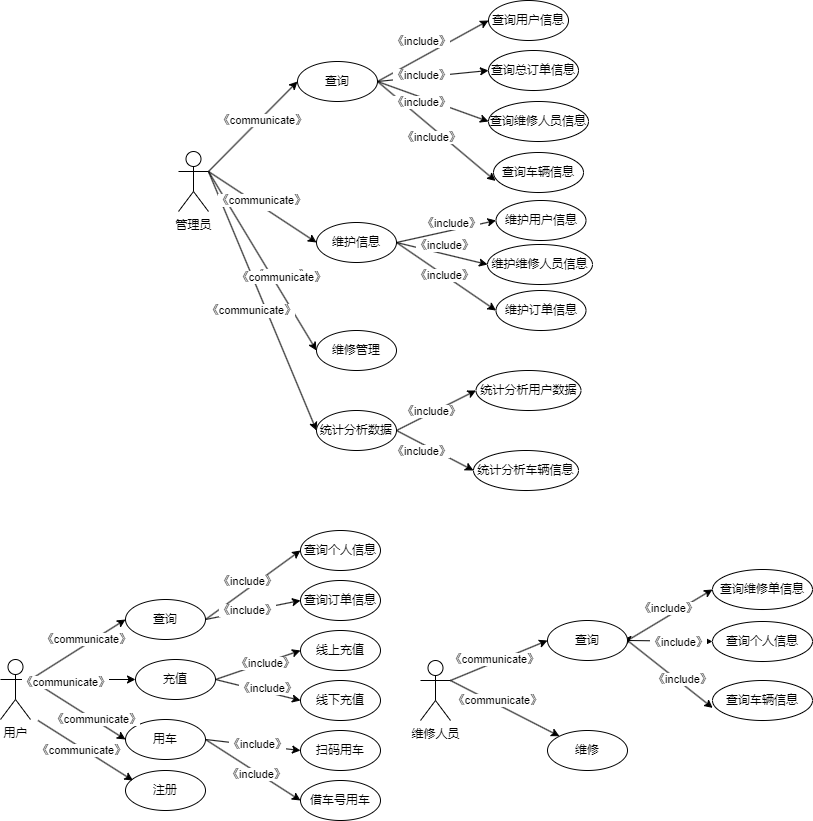 查询用户信息
《include》
查询总订单信息
《include》
查询
《include》
查询维修人员信息
《communicate》
《include》
查询车辆信息
《communicate》
管理员
维护用户信息
《include》
维护信息
《include》
维护维修人员信息
《include》
《communicate》
维护订单信息
《communicate》
维修管理
统计分析用户数据
《include》
统计分析数据
《include》
统计分析车辆信息
查询个人信息
《include》
查询订单信息
《include》
查询
《communicate》
线上充值
《include》
充值
《communicate》
《include》
线下充值
《communicate》
用户
用车
《include》
扫码用车
《communicate》
《include》
注册
借车号用车
查询维修单信息
《include》
查询
《include》
查询个人信息
《communicate》
《include》
查询车辆信息
《communicate》
维修人员
维修